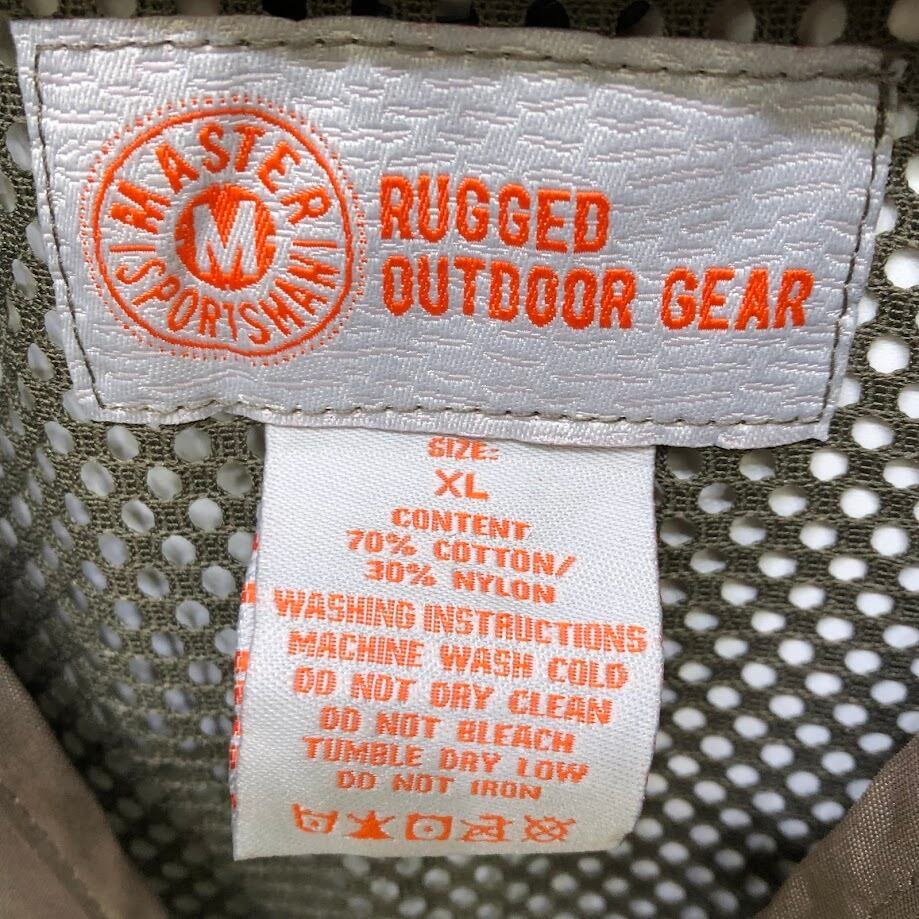 MASTER
M
SPORTSMAN
RUGGED
OUTDOOR GEAR
SIZE:
XL
CONTENT
70% COTTON/
30% NYLON
WASHING INSTRUCTIONS
MACHINE WASH COLD
DO NOT DRY CLEAN
DO NOT BLEACH
TUMBLE DRY LOW
DO NOT IRON